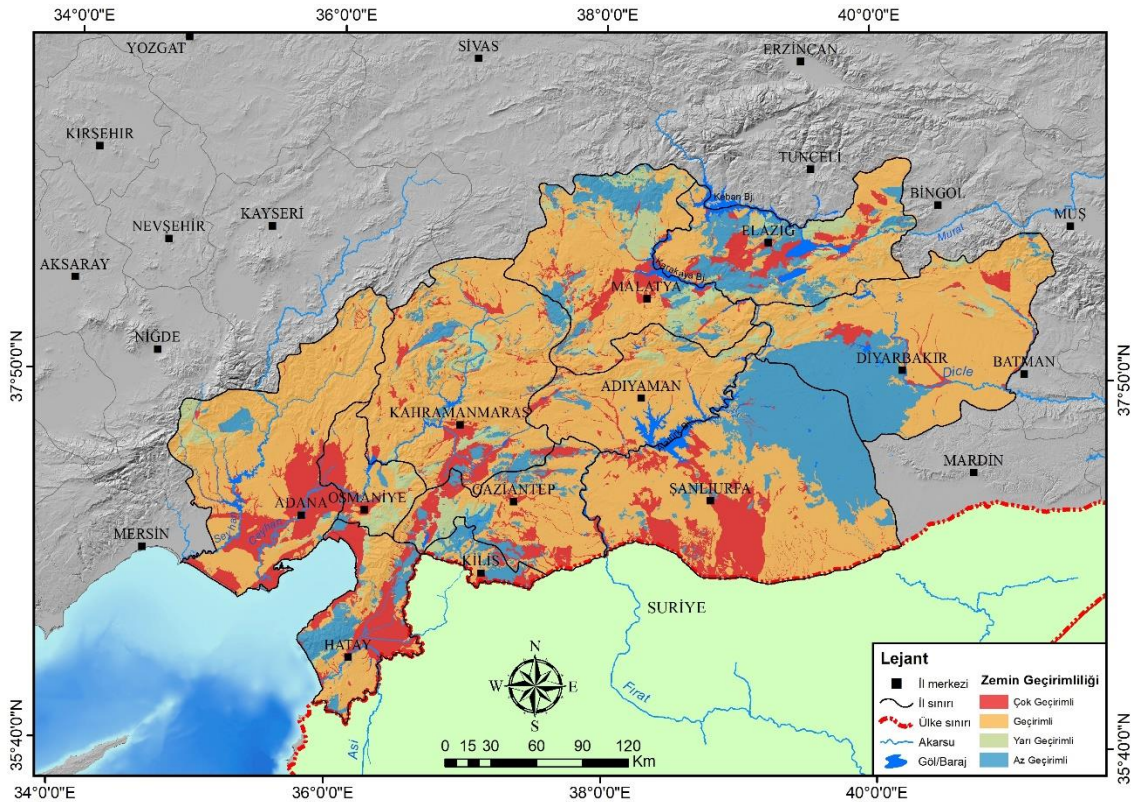 34°0'0"E 36°0'0"E 38°0'0"E 40°0'0"E
YOZGAT
SİVAS
ERZİNCAN
KIRŞEHİR
TUNCELİ
BİNGÖL
Keban Bj.
MUŞ
NEVŞEHİR
KAYSERİ
ELAZIĞ
Murat
AKSARAY
Karakaya Bj.
MALATYA
NİĞDE
DİYARBAKIR
BATMAN
37°50'0"N
37°50'0"N
Dicle
ADIYAMAN
KAHRAMANMARAŞ
MARDİN
GAZİANTEP
ŞANLIURFA
OSMANİYE
ADANA
Seyhan
Ceyhan
MERSİN
KİLİS
SURİYE
HATAY
N
W E
S
Fırat
Asi
0 15 30 60 90 120
Km
Lejant
İl merkezi
İl sınırı
Ülke sınırı
Akarsu
Göl/Baraj
Zemin Geçirimliliği
Çok Geçirimli
Geçirimli
Yarı Geçirimli
Az Geçirimli
35°40'0"N
35°40'0"N
34°0'0"E 36°0'0"E 38°0'0"E 40°0'0"E